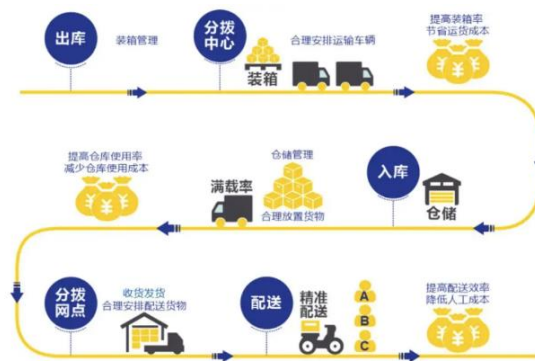 出库
装箱管理
分拨
中心
装箱
合理安排运输车辆
提高装箱率
节省运货成本
¥ ¥ ¥
入库
仓储
仓储管理
合理放置货物
满载率
提高仓库使用率
减少仓库使用成本
¥ ¥ ¥
分拨
网点
收货发货
合理安排配送货物
配送
精准
配送
A
B
C
提高配送效率
降低人工成本
¥ ¥ ¥